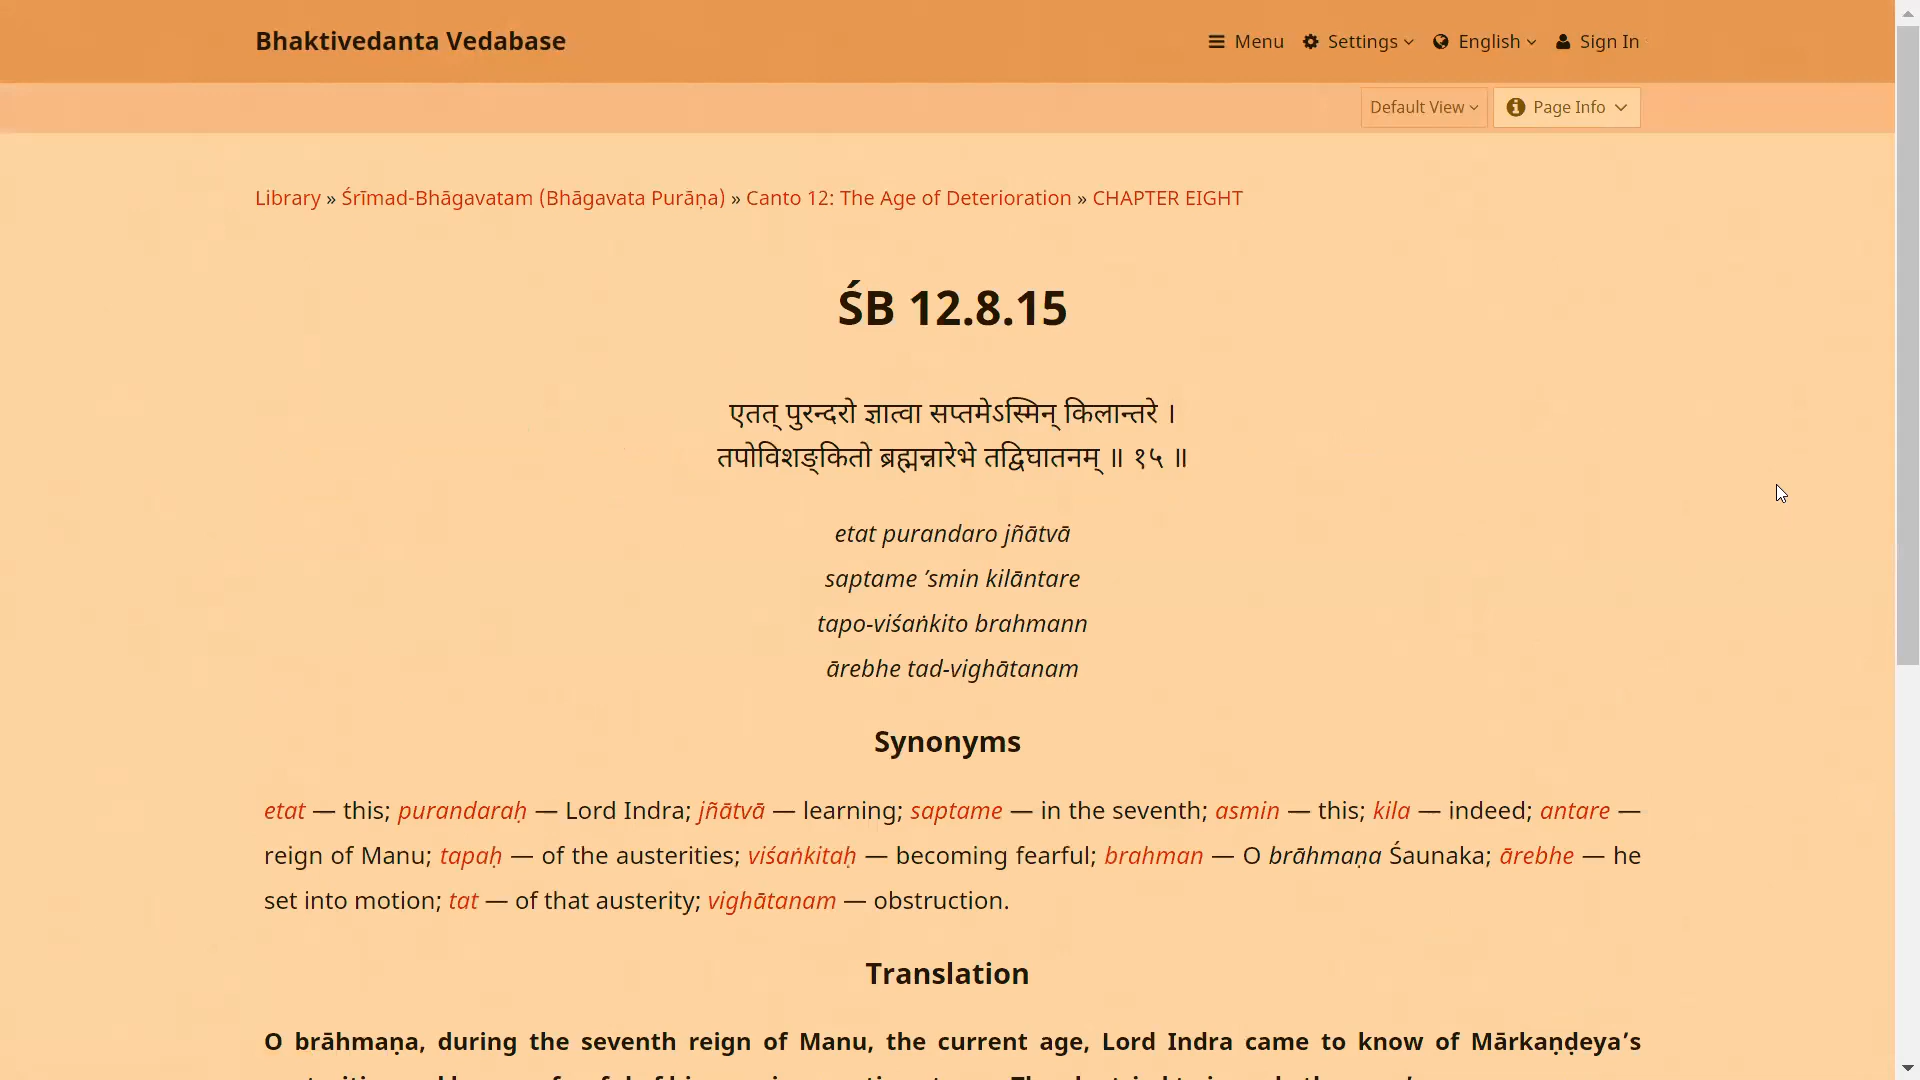 Bhaktivedanta Vedabase
Menu Settings English Sign In
Default View Page Info
Library » Śrīmad-Bhāgavatam (Bhāgavata Purāṇa) » Canto 12: The Age of Deterioration » CHAPTER EIGHT
ŚB 12.8.15
एतत् पुरन्दरो ज्ञात्वा सप्तमेऽस्मिन् किलान्तरे ।
तपोविशङ्कितो ब्रह्मन्नारेभे तद्विघातनम् ॥ १५ ॥
etat purandaro jñātvā
saptame ’smin kilāntare
tapo-viśaṅkito brahmann
ārebhe tad-vighātanam
Synonyms
etat — this; purandaraḥ — Lord Indra; jñātvā — learning; saptame — in the seventh; asmin — this; kila — indeed; antare —
reign of Manu; tapaḥ — of the austerities; viśaṅkitaḥ — becoming fearful; brahman — O brāhmaṇa Śaunaka; ārebhe — he
set into motion; tat — of that austerity; vighātanam — obstruction.
Translation
O brāhmaṇa, during the seventh reign of Manu, the current age, Lord Indra came to know of Mārkaṇḍeya’s